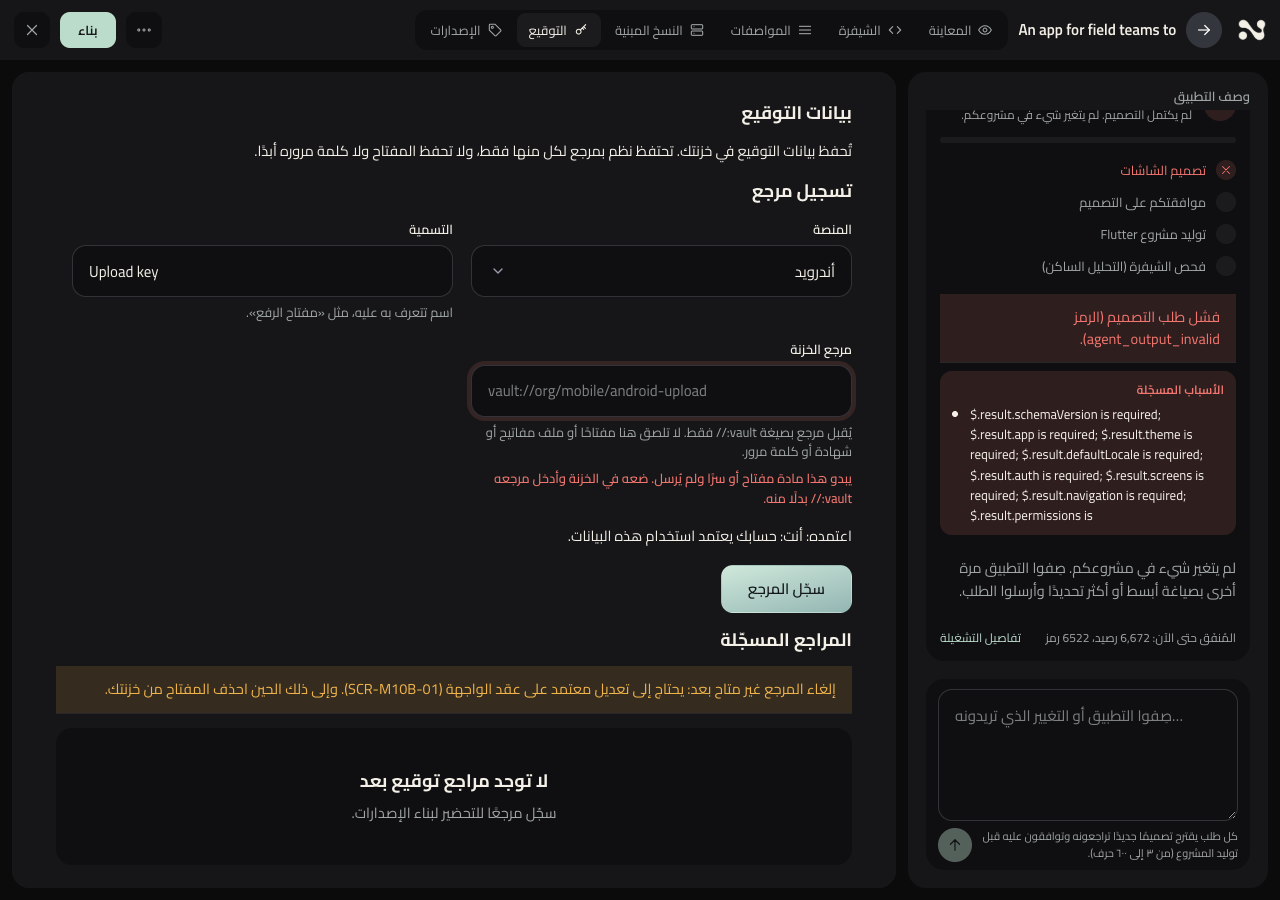 An app for field teams to
المعاينة
الشيفرة
المواصفات
النسخ المبنية
التوقيع
الإصدارات
بناء
وصف التطبيق
لم يكتمل التصميم. لم يتغير شيء في مشروعكم.
تصميم الشاشات
موافقتكم على التصميم
توليد مشروع Flutter
فحص الشيفرة (التحليل الساكن)
فشل طلب التصميم (الرمز
agent_output_invalid).
الأسباب المسجّلة
$.result.schemaVersion is required;
$.result.app is required; $.result.theme is
required; $.result.defaultLocale is required;
$.result.auth is required; $.result.screens is
required; $.result.navigation is required;
$.result.permissions is
لم يتغير شيء في مشروعكم. صِفوا التطبيق مرة
أخرى بصياغة أبسط أو أكثر تحديدًا وأرسلوا الطلب.
المُنفَق حتى الآن: 6,672 رصيد، 6522 رمز
تفاصيل التشغيلة
صِفوا التطبيق أو التغيير الذي تريدونه...
كل طلب يقترح تصميمًا جديدًا تراجعونه وتوافقون عليه قبل
توليد المشروع (من ٣ إلى ٦٠٠ حرف).
بيانات التوقيع
تُحفظ بيانات التوقيع في خزنتك. تحتفظ نظم بمرجع لكل منها فقط، ولا تحفظ المفتاح ولا كلمة مروره أبدًا.
تسجيل مرجع
المنصة
أندرويد
التسمية
Upload key
اسم تتعرف به عليه، مثل «مفتاح الرفع».
مرجع الخزنة
vault://org/mobile/android-upload
يُقبل مرجع بصيغة vault:// فقط. لا تلصق هنا مفتاحًا أو ملف مفاتيح أو
شهادة أو كلمة مرور.
يبدو هذا مادة مفتاح أو سرًا ولم يُرسل. ضعه في الخزنة وأدخل مرجعه
vault:// بدلًا منه.
اعتمده: أنت: حسابك يعتمد استخدام هذه البيانات.
سجّل المرجع
المراجع المسجّلة
إلغاء المرجع غير متاح بعد: يحتاج إلى تعديل معتمد على عقد الواجهة (SCR-M10B-01). وإلى ذلك الحين احذف المفتاح من خزنتك.
لا توجد مراجع توقيع بعد
سجّل مرجعًا للتحضير لبناء الإصدارات.